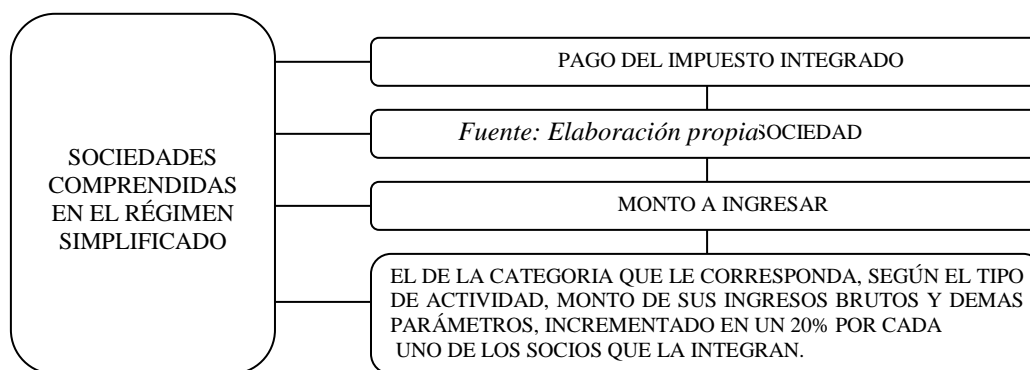 SOCIEDADES
COMPRENDIDAS
EN EL RÉGIMEN
SIMPLIFICADO
PAGO DEL IMPUESTO INTEGRADO
Fuente: Elaboración propia
SOCIEDAD
MONTO A INGRESAR
EL DE LA CATEGORIA QUE LE CORRESPONDA, SEGÚN EL TIPO
DE ACTIVIDAD, MONTO DE SUS INGRESOS BRUTOS Y DEMAS
PARÁMETROS, INCREMENTADO EN UN 20% POR CADA
UNO DE LOS SOCIOS QUE LA INTEGRAN.